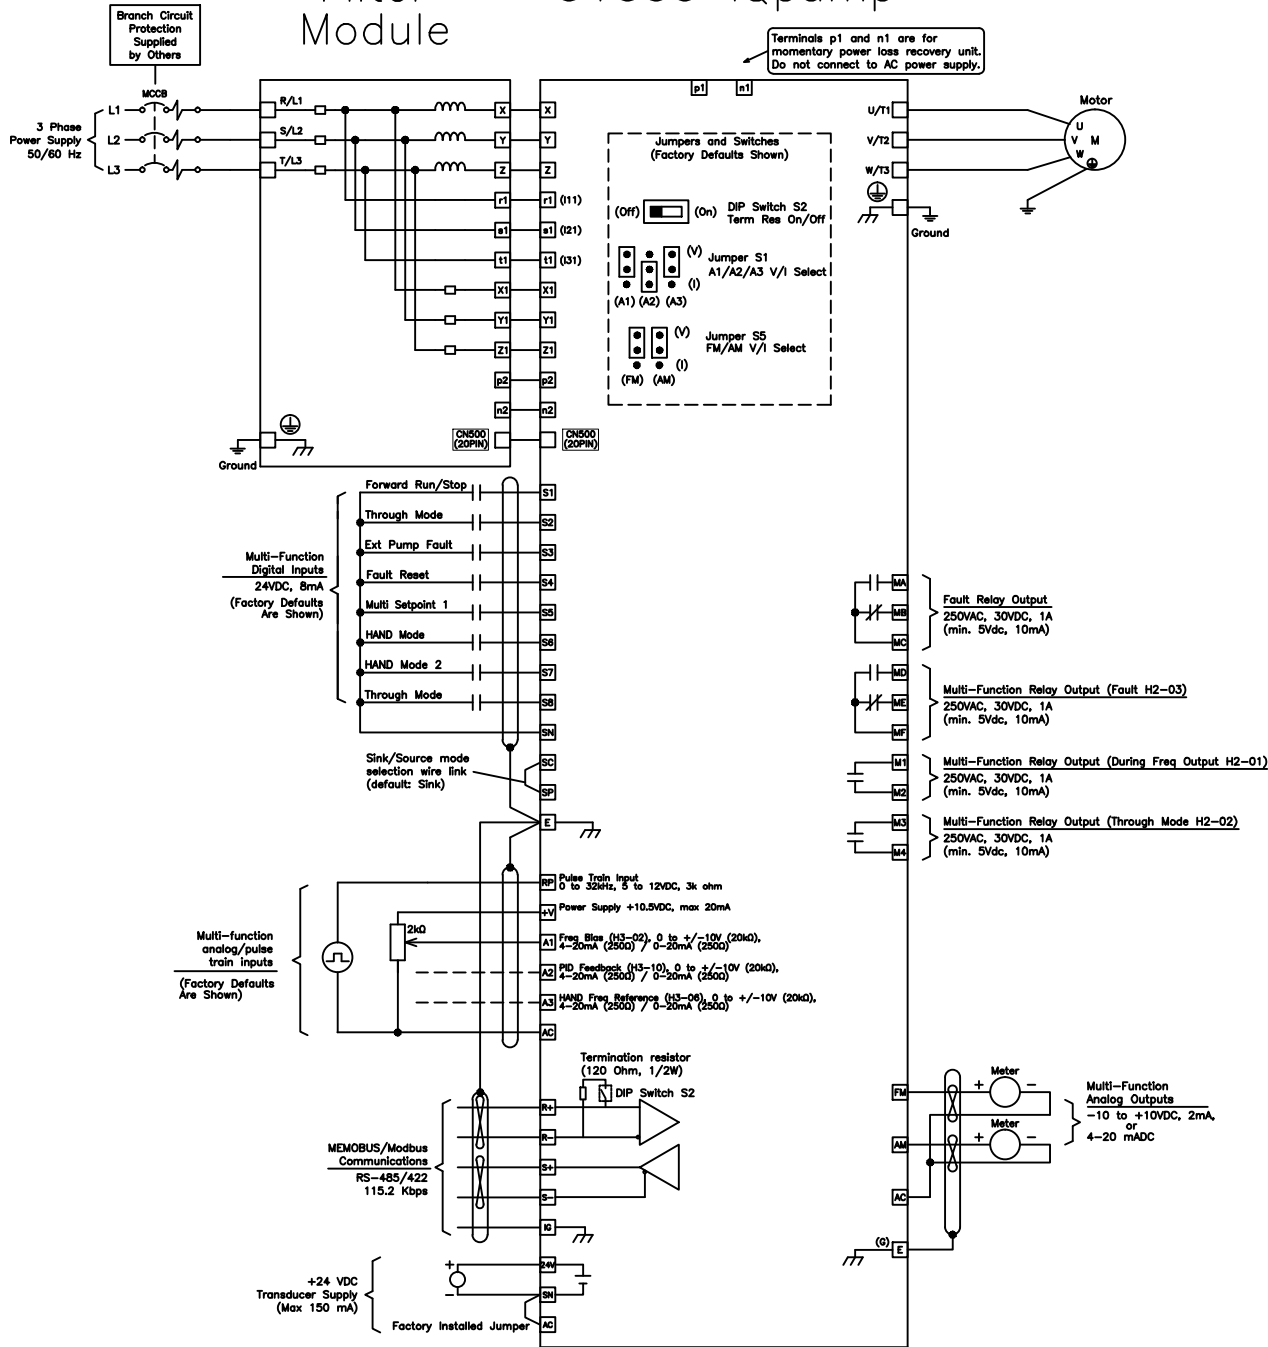 Module
Branch Circuit
Protection
Supplied
by Others
Terminals p1 and n1 are for
momentary power loss recovery unit.
Do not connect to AC power supply.
MCCB
3 Phase
Power Supply
50/60 Hz
L1
L2
L3
R/L1
S/L2
T/L3
X
Y
Z
r1
s1
t1
X1
Y1
Z1
p2
n2
CN500
(20PIN)
Ground
X
Y
Z
r1 (l11)
s1 (l21)
t1 (l31)
X1
Y1
Z1
p2
n2
CN500
(20PIN)
p1
n1
Jumpers and Switches
(Factory Defaults Shown)
(Off)
(On)
DIP Switch S2
Term Res On/Off
(V)
(I)
Jumper S1
A1/A2/A3 V/I Select
(A1) (A2) (A3)
(V)
(I)
Jumper S5
FM/AM V/I Select
(FM) (AM)
U/T1
V/T2
W/T3
Ground
Motor
U
V
M
W
Multi-Function
Digital Inputs
24VDC, 8mA
(Factory Defaults
Are Shown)
Forward Run/Stop
S1
Through Mode
S2
Ext Pump Fault
S3
Fault Reset
S4
Multi Setpoint 1
S5
HAND Mode
S6
HAND Mode 2
S7
Through Mode
S8
SN
Sink/Source mode
selection wire link
(default: Sink)
SC
SP
E
MA
MB
MC
Fault Relay Output
250VAC, 30VDC, 1A
(min. 5Vdc, 10mA)
MD
ME
MF
Multi-Function Relay Output (Fault H2-03)
250VAC, 30VDC, 1A
(min. 5Vdc, 10mA)
M1
M2
Multi-Function Relay Output (During Freq Output H2-01)
250VAC, 30VDC, 1A
(min. 5Vdc, 10mA)
M3
M4
Multi-Function Relay Output (Through Mode H2-02)
250VAC, 30VDC, 1A
(min. 5Vdc, 10mA)
Multi-function
analog/pulse
train inputs
(Factory Defaults
Are Shown)
2kΩ
RP
Pulse Train Input
0 to 32kHz, 5 to 12VDC, 3k ohm
+V
Power Supply +10.5VDC, max 20mA
A1
Freq Bias (H3-02), 0 to +/-10V (20kΩ),
4-20mA (250Ω) / 0-20mA (250Ω)
A2
PID Feedback (H3-10), 0 to +/-10V (20kΩ),
4-20mA (250Ω) / 0-20mA (250Ω)
A3
HAND Freq Reference (H3-06), 0 to +/-10V (20kΩ),
4-20mA (250Ω) / 0-20mA (250Ω)
AC
Termination resistor
(120 Ohm, 1/2W)
DIP Switch S2
MEMOBUS/Modbus
Communications
RS-485/422
115.2 Kbps
R+
R-
S+
S-
IG
+24 VDC
Transducer Supply
(Max 150 mA)
+
-
24V
SN
AC
Factory Installed Jumper
FM
AM
AC
(G) E
+ Meter -
+ Meter -
Multi-Function
Analog Outputs
-10 to +10VDC, 2mA,
or
4-20 mADC